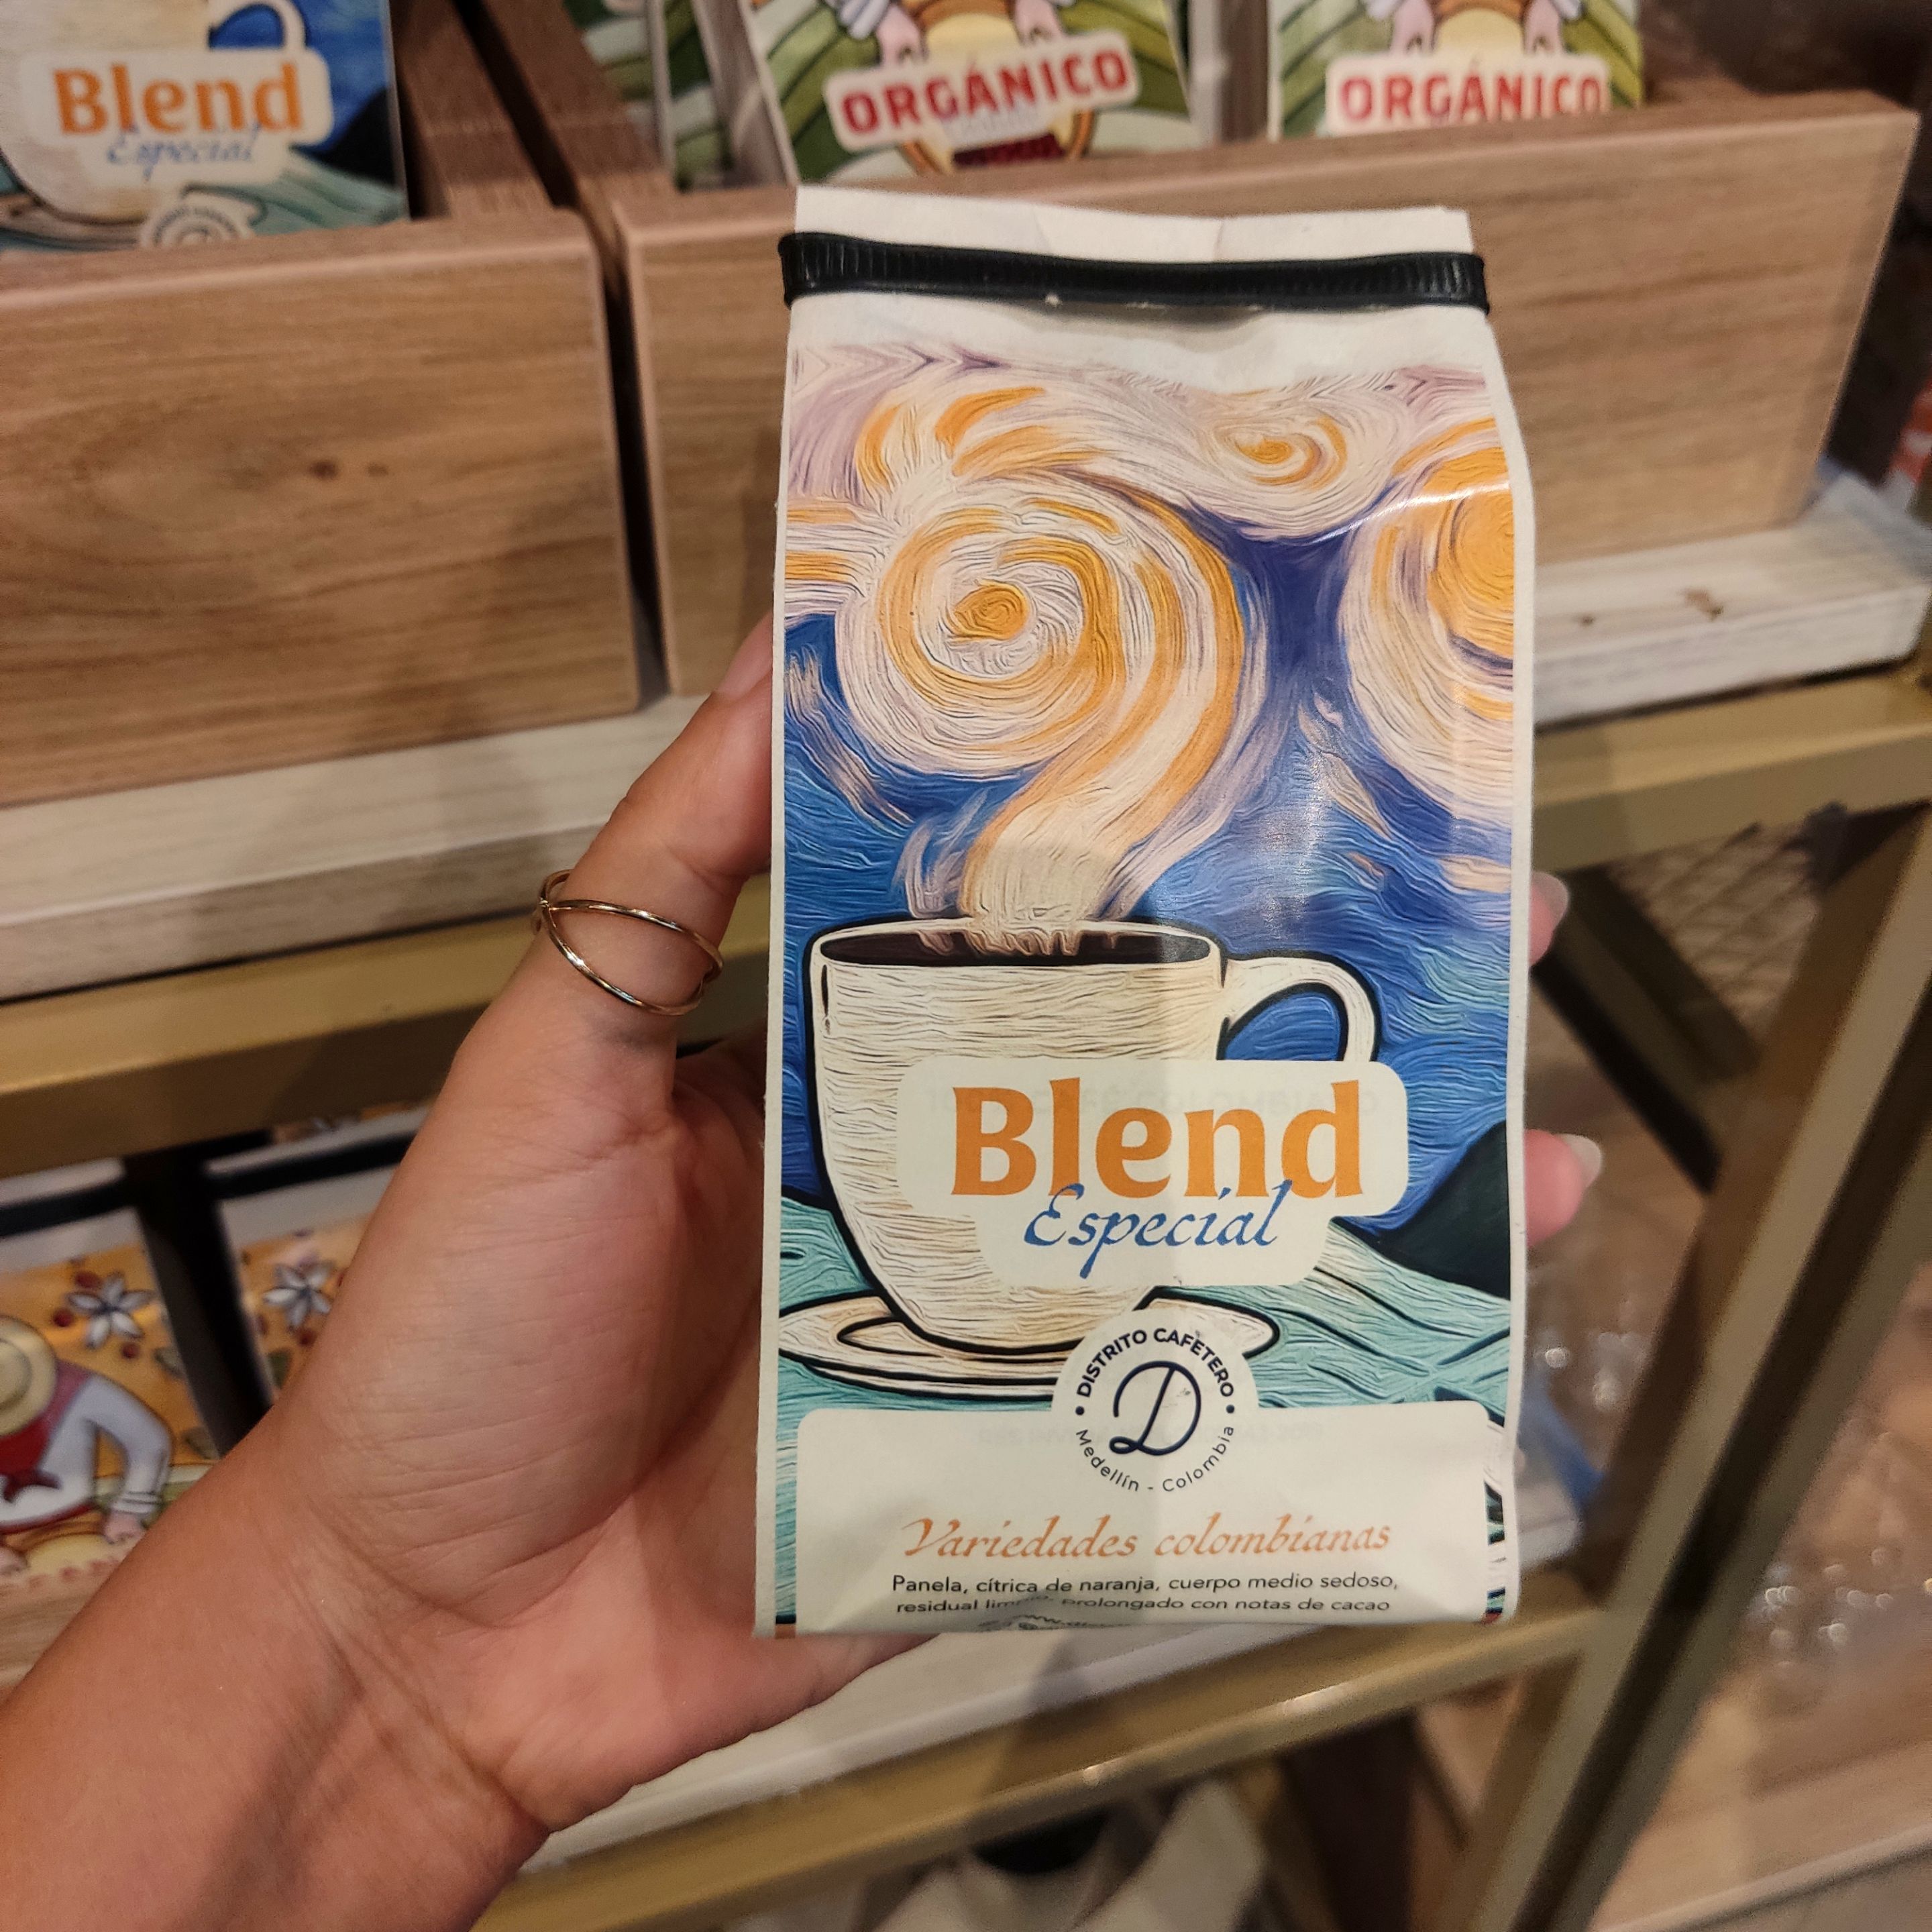 Blend
Especial
ORGÁNICO
ORGÁNICO
Blend
Especial
• DISTRITO CAFETERO •
D
Medellín - Colombia
Variedades colombianas
Panela, cítrica de naranja, cuerpo medio sedoso,
residual prolongado con notas de cacao